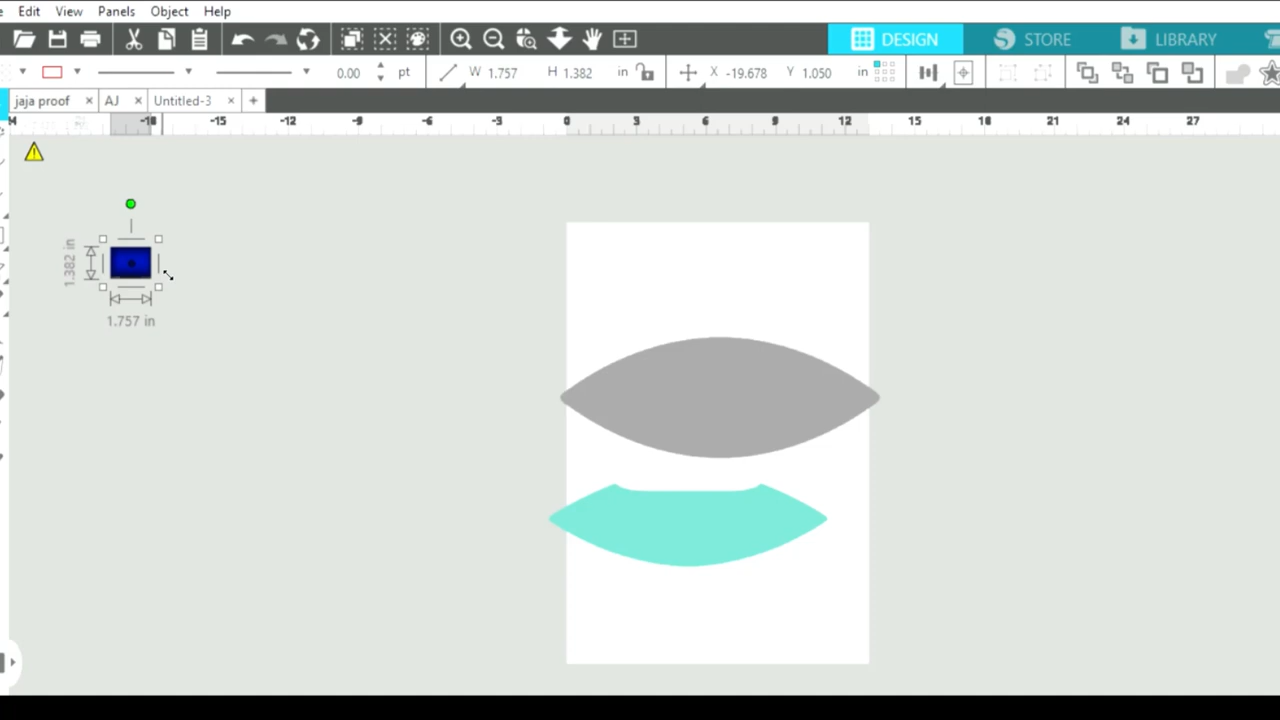 Edit View Panels Object Help
DESIGN STORE LIBRARY
0.00 pt W 1.757 H 1.382 in X -19.678 Y 1.050 in
jaja proof × AJ × Untitled-3 × +
-18 -15 -12 -9 -6 -3 0 3 6 9 12 15 18 21 24 27
1.382 in
1.757 in